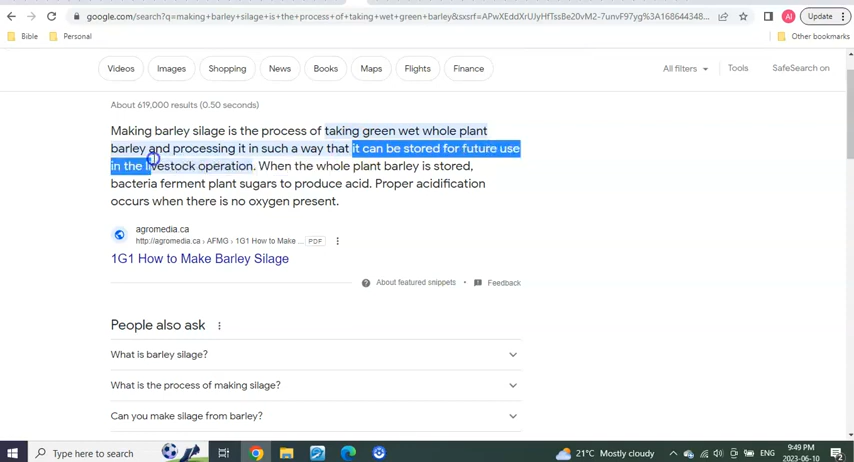 google.com/search?q=making+barley+silage+is+the+process+of+taking+wet+green+barley&sxsrf=APwXEddXrUJyHfTssBe20vM2-7unvF97yg%3A168644348...
Update
Bible
Personal
Other bookmarks
Videos
Images
Shopping
News
Books
Maps
Flights
Finance
All filters
Tools
SafeSearch on
About 619,000 results (0.50 seconds)
Making barley silage is the process of taking green wet whole plant
barley and processing it in such a way that it can be stored for future use
in the livestock operation. When the whole plant barley is stored,
bacteria ferment plant sugars to produce acid. Proper acidification
occurs when there is no oxygen present.
agromedia.ca
http://agromedia.ca › AFMG › 1G1 How to Make ... PDF
1G1 How to Make Barley Silage
About featured snippets • Feedback
People also ask
What is barley silage?
What is the process of making silage?
Can you make silage from barley?
Type here to search
21°C Mostly cloudy
ENG
9:49 PM
2023-06-10
2
AI